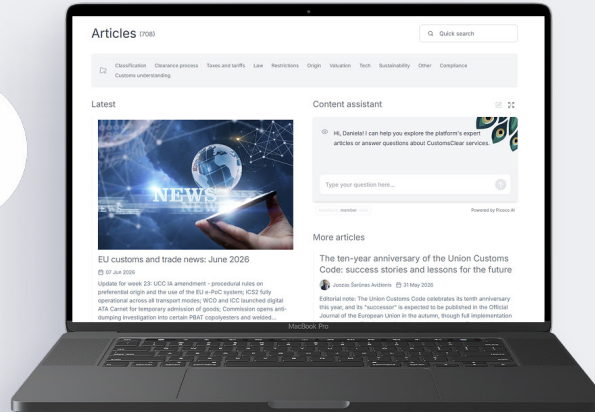 Articles (708)
Quick search
Classification Clearance process Taxes and tariffs Law Restrictions Origin Valuation Tech Sustainability Other Compliance
Customs understanding
Latest
NEWS
NEWS
EU customs and trade news: June 2026
07 Jun 2026
Update for week 23: UCC IA amendment - procedural rules on
preferential origin and the use of the EU e-PoC system; ICS2 fully
operational across all transport modes; WCO and ICC launched digital
ATA Carnet for temporary admission of goods; Commission opens anti-
dumping investigation into certain PBAT copolyesters and welded...
Content assistant
Hi, Daniela! I can help you explore the platform's expert
articles or answer questions about CustomsClear services.
Type your question here...
Powered by Picasus AI
More articles
The ten-year anniversary of the Union Customs
Code: success stories and lessons for the future
Juozas Šarūnas Avižienis 31 May 2026
Editorial note: The Union Customs Code celebrates its tenth anniversary
this year, and its "successor" is expected to be published in the Official
Journal of the European Union in the autumn, though full implementation
MacBook Pro